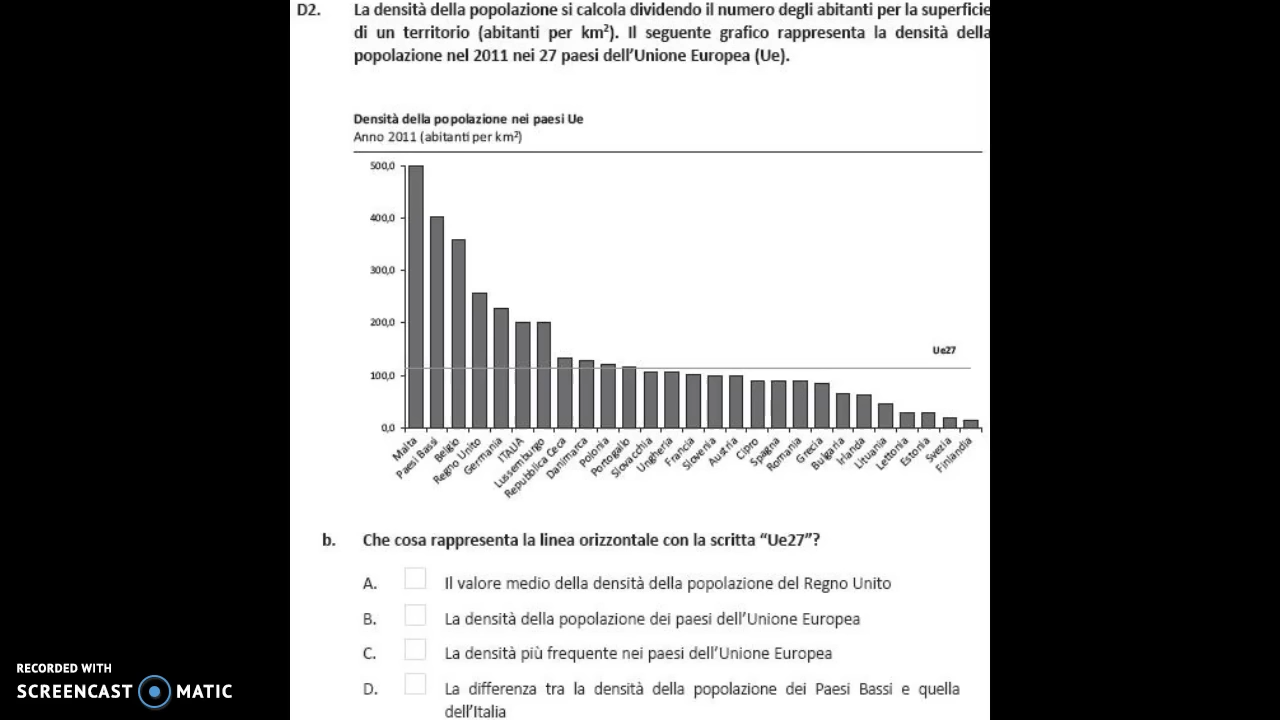 D2. La densità della popolazione si calcola dividendo il numero degli abitanti per la superficie
di un territorio (abitanti per km²). Il seguente grafico rappresenta la densità della
popolazione nel 2011 nei 27 paesi dell'Unione Europea (Ue).
Densità della popolazione nei paesi Ue
Anno 2011 (abitanti per km²)
500,0
400,0
300,0
200,0
100,0
0,0
Ue27
Malta
Paesi Bassi
Belgio
Regno Unito
Germania
ITALIA
Lussemburgo
Repubblica Ceca
Danimarca
Polonia
Portogallo
Slovacchia
Ungheria
Francia
Slovenia
Austria
Cipro
Spagna
Romania
Grecia
Bulgaria
Irlanda
Lituania
Lettonia
Estonia
Svezia
Finlandia
b. Che cosa rappresenta la linea orizzontale con la scritta “Ue27”?
A. Il valore medio della densità della popolazione del Regno Unito
B. La densità della popolazione dei paesi dell'Unione Europea
C. La densità più frequente nei paesi dell'Unione Europea
D. La differenza tra la densità della popolazione dei Paesi Bassi e quella
dell'Italia
RECORDED WITH
SCREENCAST MATIC